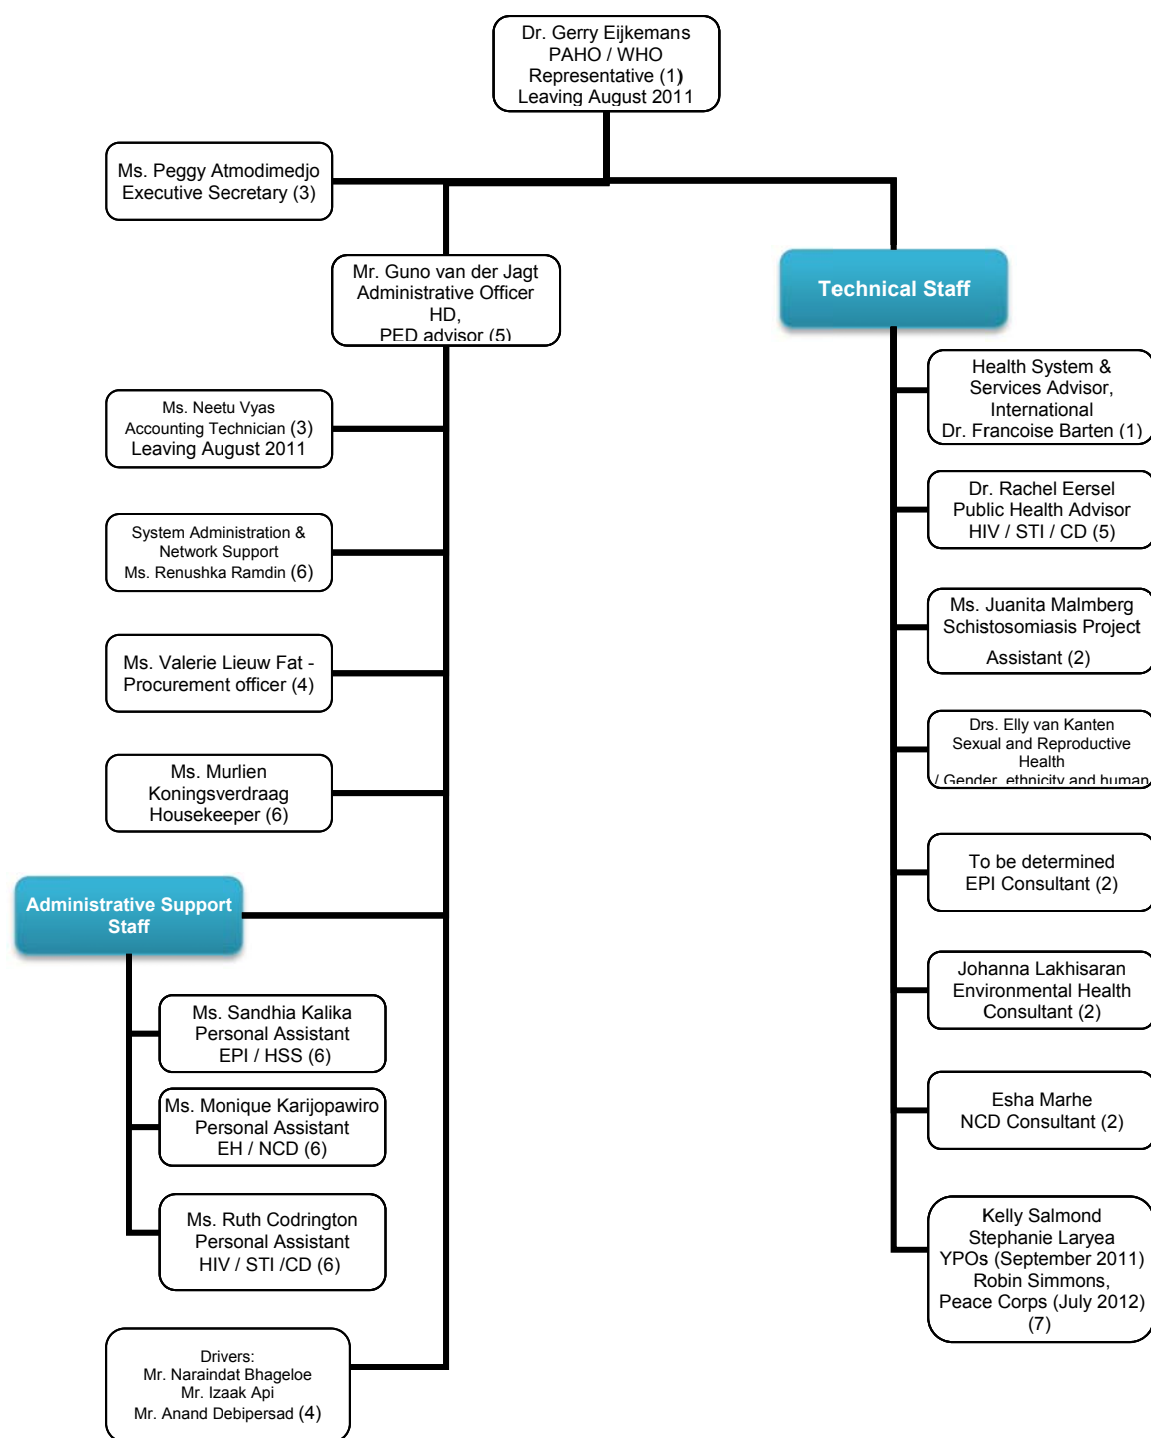 Dr. Gerry Eijkemans
PAHO / WHO
Representative (1)
Leaving August 2011
Ms. Peggy Atmodimedjo
Executive Secretary (3)
Mr. Guno van der Jagt
Administrative Officer
HD,
PED advisor (5)
Ms. Neetu Vyas
Accounting Technician (3)
Leaving August 2011
System Administration &
Network Support
Ms. Renushka Ramdin (6)
Ms. Valerie Lieuw Fat -
Procurement officer (4)
Ms. Murlien
Koningsverdraag
Housekeeper (6)
Administrative Support
Staff
Ms. Sandhia Kalika
Personal Assistant
EPI / HSS (6)
Ms. Monique Karijopawiro
Personal Assistant
EH / NCD (6)
Ms. Ruth Codrington
Personal Assistant
HIV / STI /CD (6)
Drivers:
Mr. Naraindat Bhageloe
Mr. Izaak Api
Mr. Anand Debipersad (4)
Technical Staff
Health System &
Services Advisor,
International
Dr. Francoise Barten (1)
Dr. Rachel Eersel
Public Health Advisor
HIV / STI / CD (5)
Ms. Juanita Malmberg
Schistosomiasis Project
Assistant (2)
Drs. Elly van Kanten
Sexual and Reproductive
Health
/ Gender, ethnicity and human
To be determined
EPI Consultant (2)
Johanna Lakhisaran
Environmental Health
Consultant (2)
Esha Marhe
NCD Consultant (2)
Kelly Salmond
Stephanie Laryea
YPOs (September 2011)
Robin Simmons,
Peace Corps (July 2012)
(7)